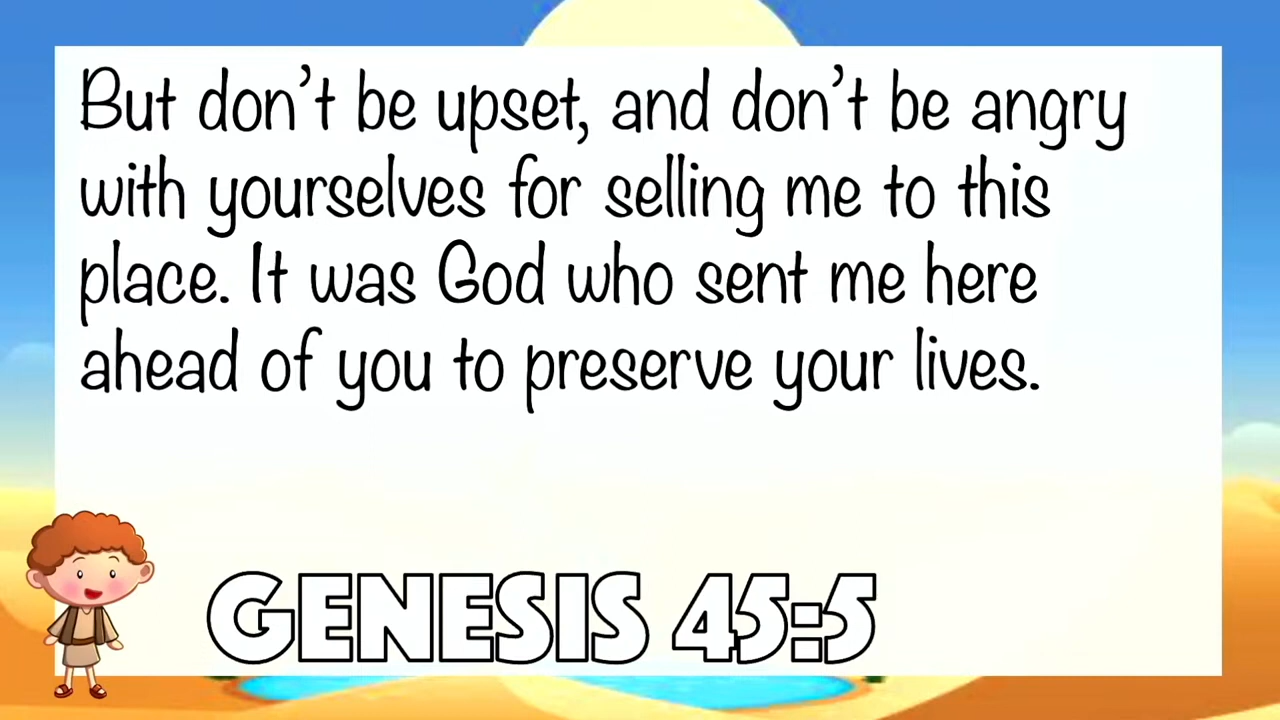 But don’t be upset, and don’t be angry
with yourselves for selling me to this
place. It was God who sent me here
ahead of you to preserve your lives.
GENESIS 45:5